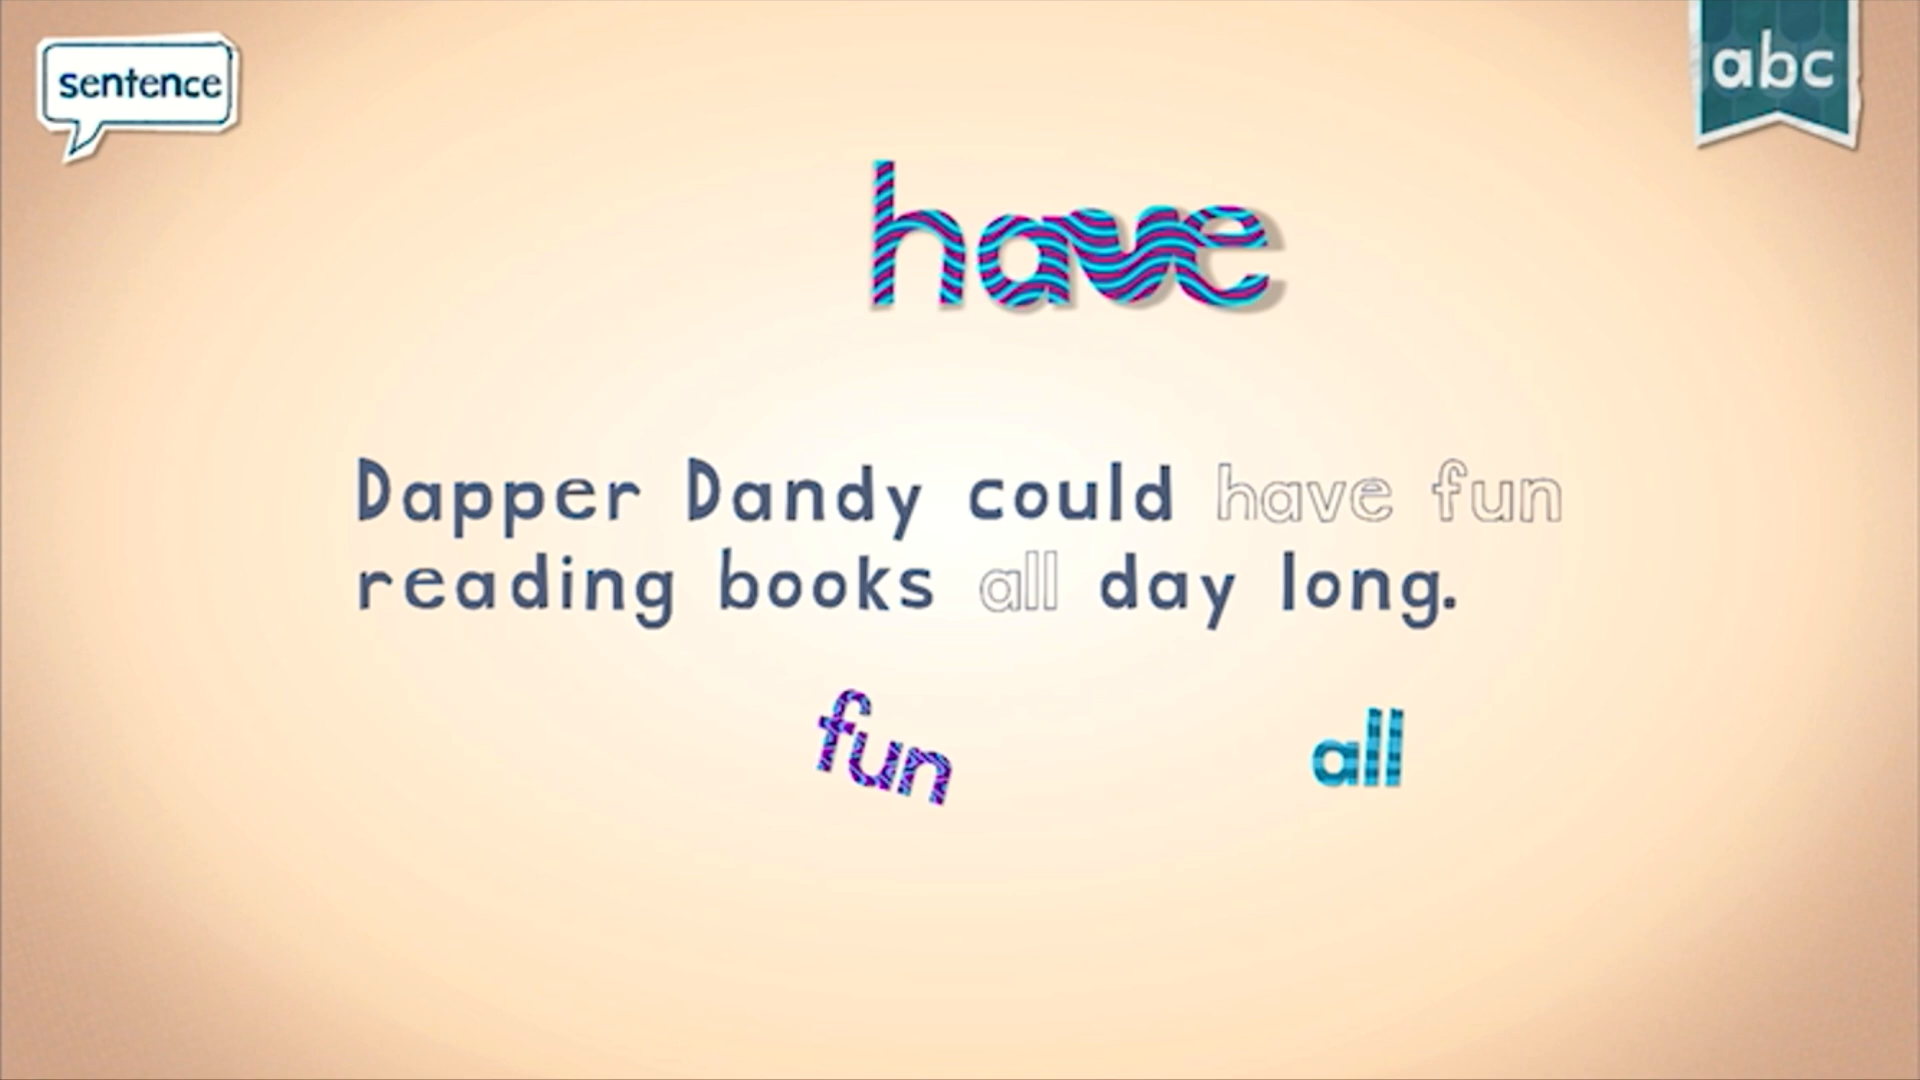 sentence
abc
have
Dapper Dandy could have fun
reading books all day long.
fun
all